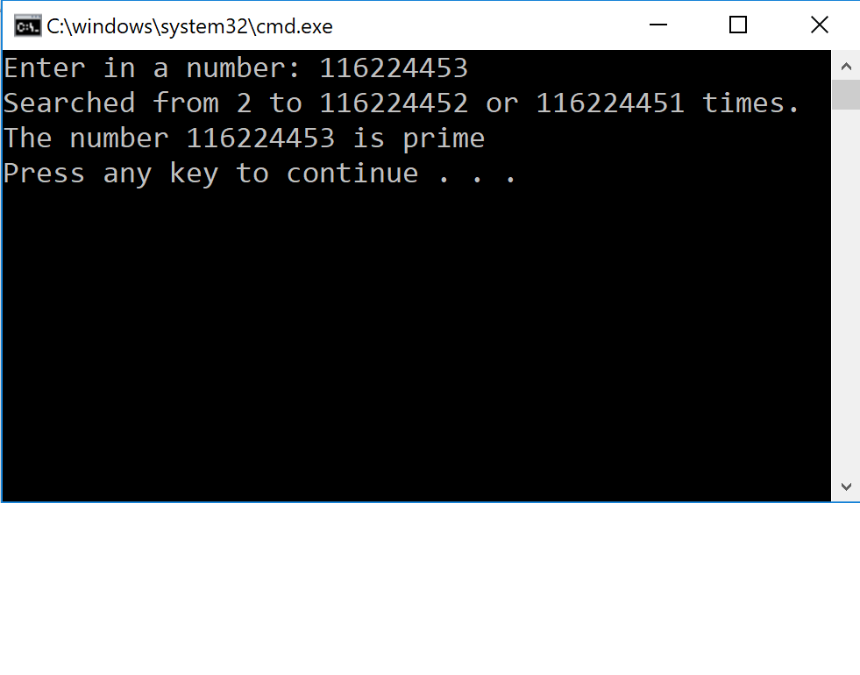 C:\windows\system32\cmd.exe
Enter in a number: 116224453
Searched from 2 to 116224452 or 116224451 times.
The number 116224453 is prime
Press any key to continue . . .